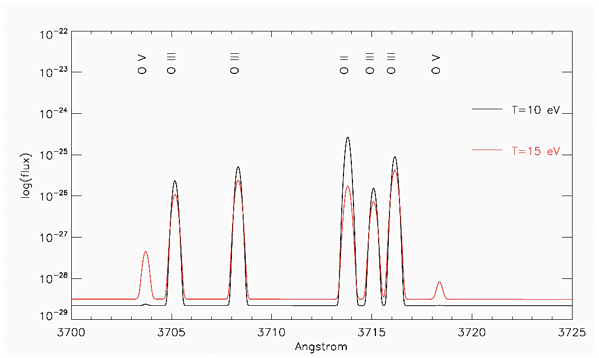 10⁻²²
10⁻²³
10⁻²⁴
10⁻²⁵
10⁻²⁶
10⁻²⁷
10⁻²⁸
10⁻²⁹
log(flux)
O V
O III
O III
O II
O III
O III
O V
T=10 eV
T=15 eV
3700 3705 3710 3715 3720 3725
Angstrom